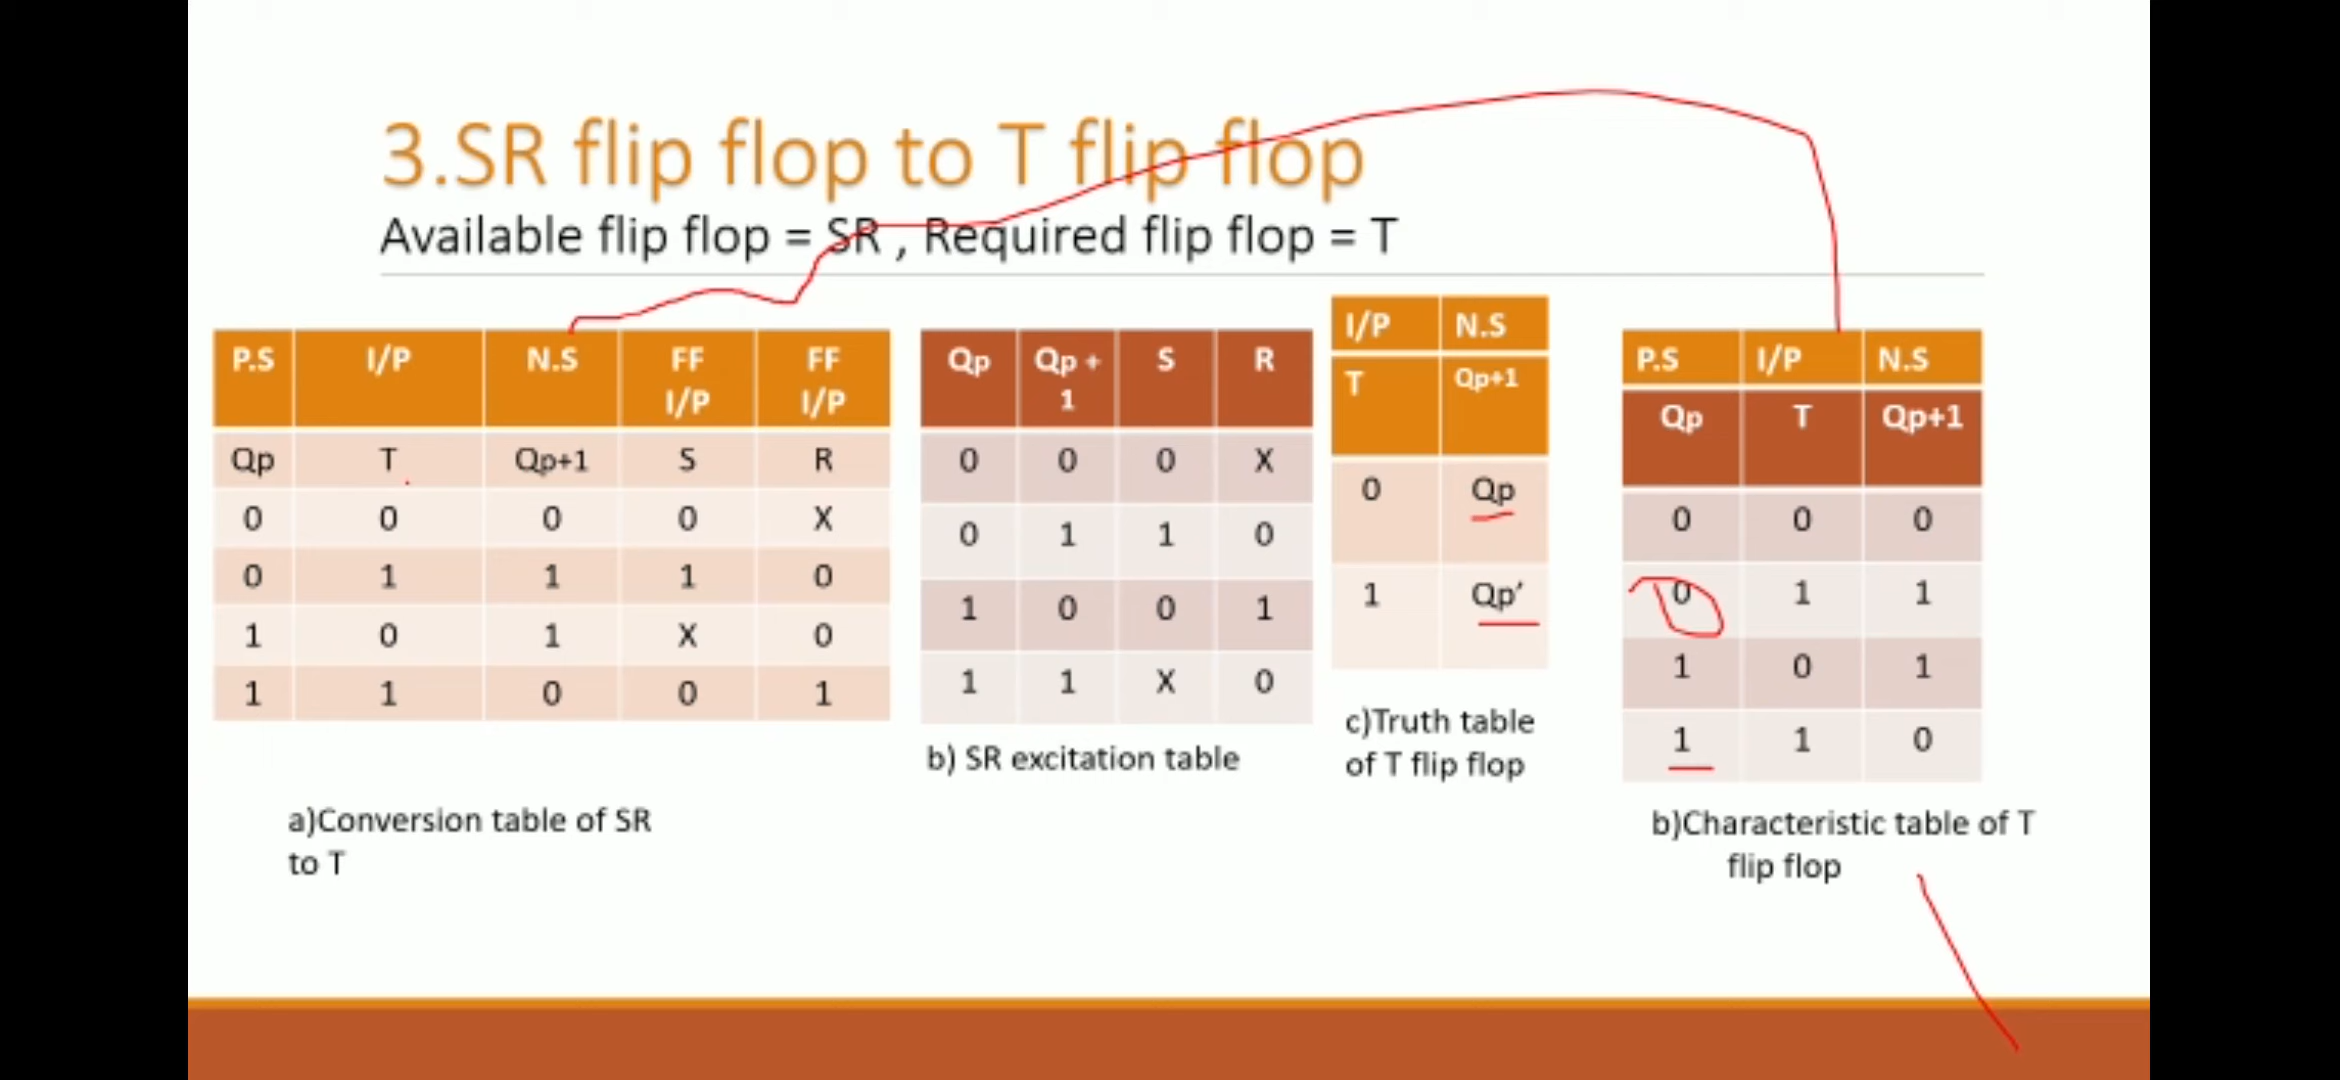 3.SR flip flop to T flip flop
Available flip flop = SR , Required flip flop = T
P.S I/P N.S FF I/P FF I/P
Qp T Qp+1 S R
0 0 0 0 X
0 1 1 1 0
1 0 1 X 0
1 1 0 0 1
a)Conversion table of SR
to T
Qp Qp + 1 S R
0 0 0 X
0 1 1 0
1 0 0 1
1 1 X 0
b) SR excitation table
I/P N.S
T Qp+1
0 Qp
1 Qp'
c)Truth table
of T flip flop
P.S I/P N.S
Qp T Qp+1
0 0 0
0 1 1
1 0 1
1 1 0
b)Characteristic table of T
flip flop